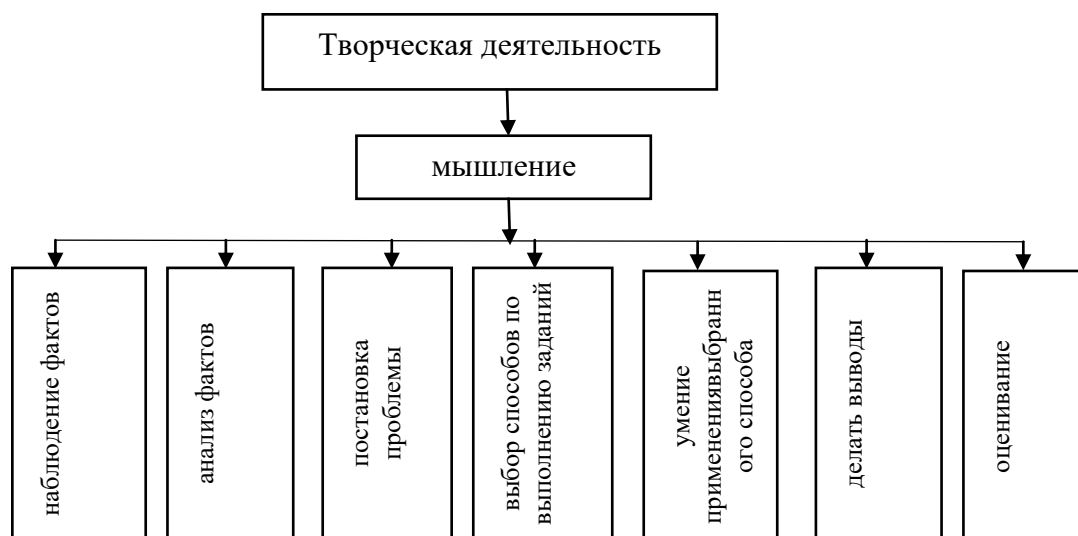 Творческая деятельность
мышление
наблюдение фактов
анализ фактов
постановка
проблемы
выбор способов по
выполнению заданий
умение
применениявыбранн
ого способа
делать выводы
оценивание